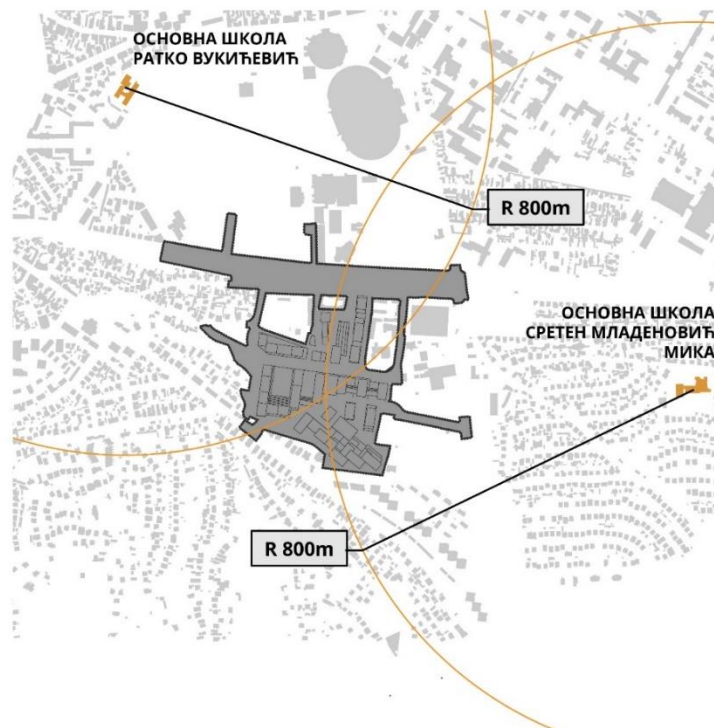 ОСНОВНА ШКОЛА
РАТКО ВУКИЋЕВИЋ
R 800m
ОСНОВНА ШКОЛА
СРЕТЕН МЛАДЕНОВИЋ
МИКА
R 800m